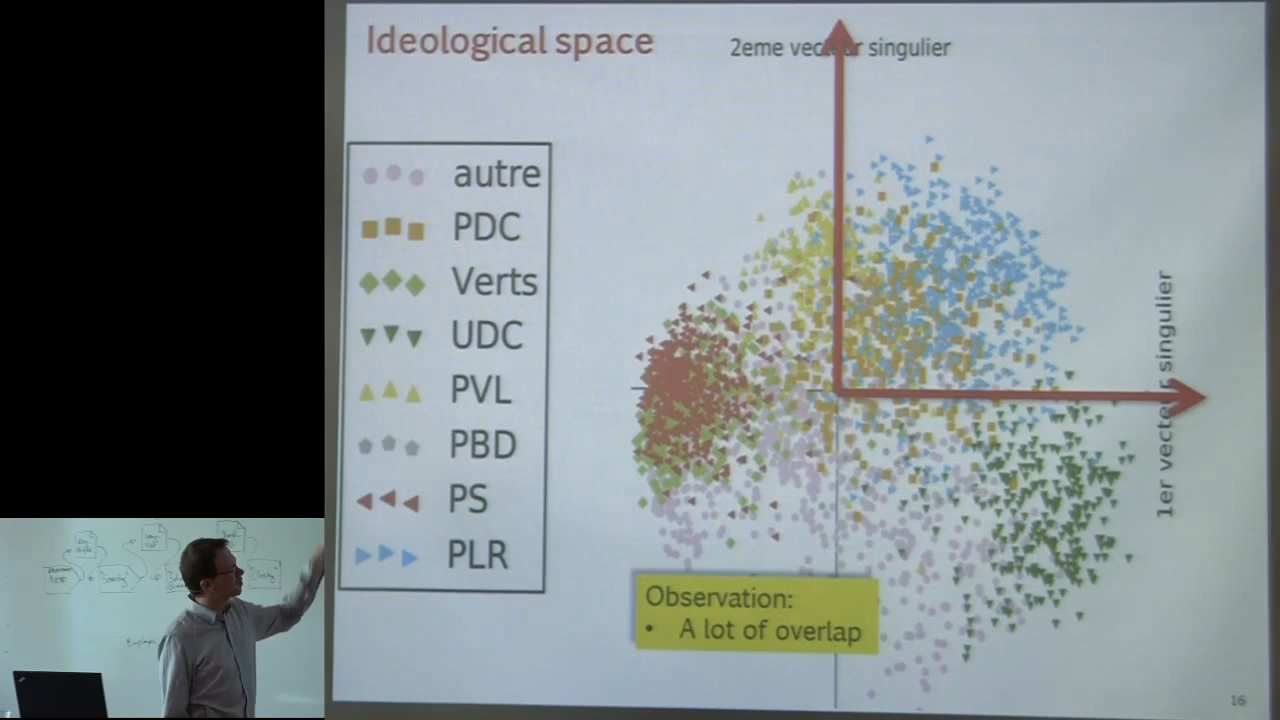 Ideological space
2eme vecteur singulier
autre
PDC
Verts
UDC
PVL
PBD
PS
PLR
1er vecteur singulier
Observation:
• A lot of overlap
16